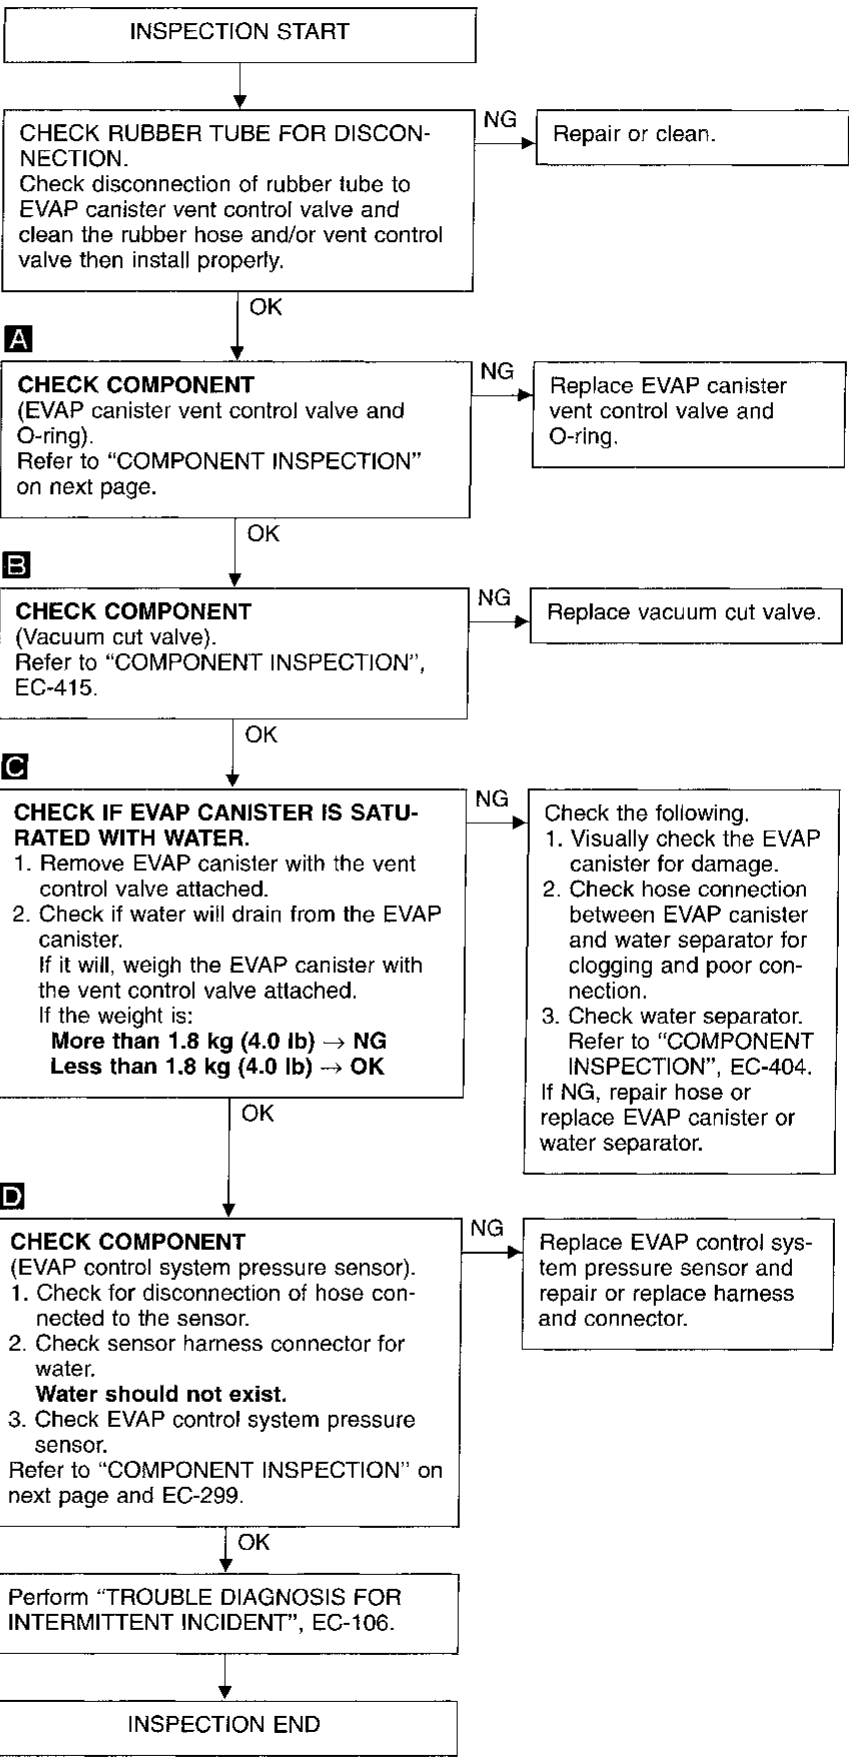 INSPECTION START
CHECK RUBBER TUBE FOR DISCON-
NECTION.
Check disconnection of rubber tube to
EVAP canister vent control valve and
clean the rubber hose and/or vent control
valve then install properly.
NG
Repair or clean.
OK
A
CHECK COMPONENT
(EVAP canister vent control valve and
O-ring).
Refer to “COMPONENT INSPECTION”
on next page.
NG
Replace EVAP canister
vent control valve and
O-ring.
OK
B
CHECK COMPONENT
(Vacuum cut valve).
Refer to “COMPONENT INSPECTION”,
EC-415.
NG
Replace vacuum cut valve.
OK
C
CHECK IF EVAP CANISTER IS SATU-
RATED WITH WATER.
1. Remove EVAP canister with the vent
control valve attached.
2. Check if water will drain from the EVAP
canister.
If it will, weigh the EVAP canister with
the vent control valve attached.
If the weight is:
More than 1.8 kg (4.0 lb) → NG
Less than 1.8 kg (4.0 lb) → OK
NG
Check the following.
1. Visually check the EVAP
canister for damage.
2. Check hose connection
between EVAP canister
and water separator for
clogging and poor con-
nection.
3. Check water separator.
Refer to “COMPONENT
INSPECTION”, EC-404.
If NG, repair hose or
replace EVAP canister or
water separator.
OK
D
CHECK COMPONENT
(EVAP control system pressure sensor).
1. Check for disconnection of hose con-
nected to the sensor.
2. Check sensor harness connector for
water.
Water should not exist.
3. Check EVAP control system pressure
sensor.
Refer to “COMPONENT INSPECTION” on
next page and EC-299.
NG
Replace EVAP control sys-
tem pressure sensor and
repair or replace harness
and connector.
OK
Perform “TROUBLE DIAGNOSIS FOR
INTERMITTENT INCIDENT”, EC-106.
INSPECTION END